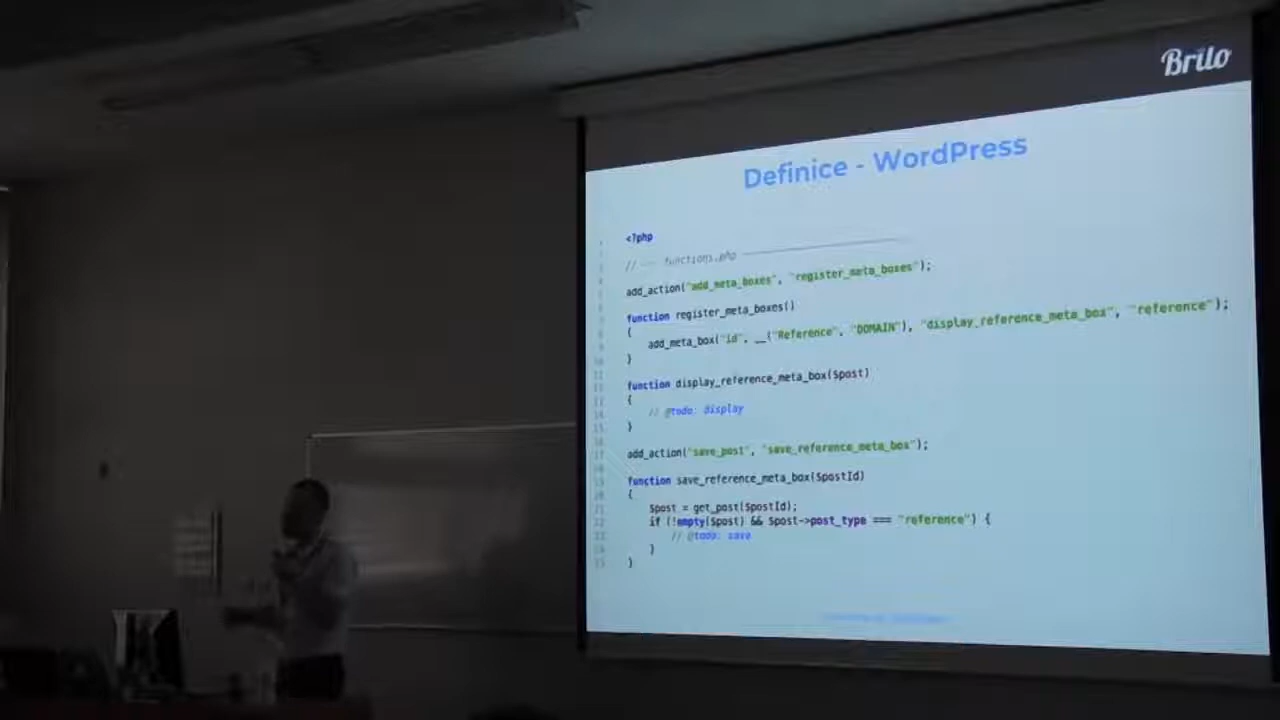 Brilo
Definice - WordPress
<?php
// --- functions.php
add_action("add_meta_boxes", "register_meta_boxes");
function register_meta_boxes()
{
add_meta_box("id", __("Reference", "DOMAIN"), "display_reference_meta_box", "reference");
}
function display_reference_meta_box($post)
{
// @todo: display
}
add_action("save_post", "save_reference_meta_box");
function save_reference_meta_box($postId)
{
$post = get_post($postId);
if (!empty($post) && $post->post_type === "reference") {
// @todo: save
}
}